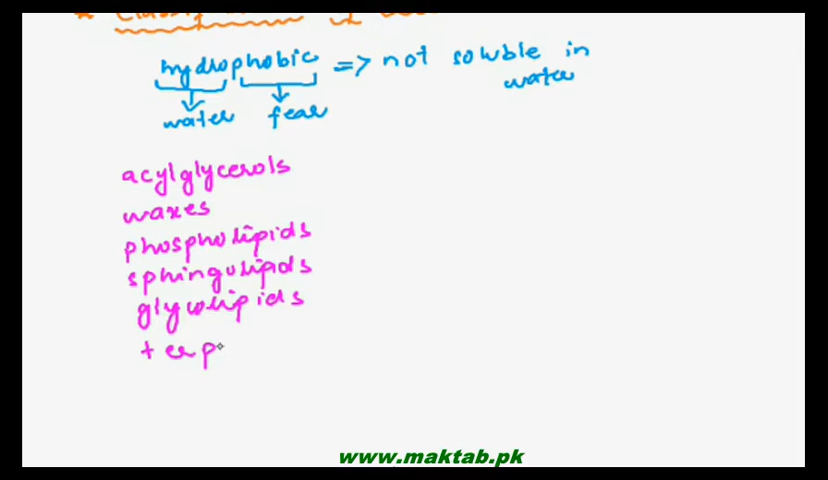 hydrophobic => not soluble in
water
water fear
acylglycerols
waxes
phospholipids
sphingolipids
glycolipids
terp
www.maktab.pk